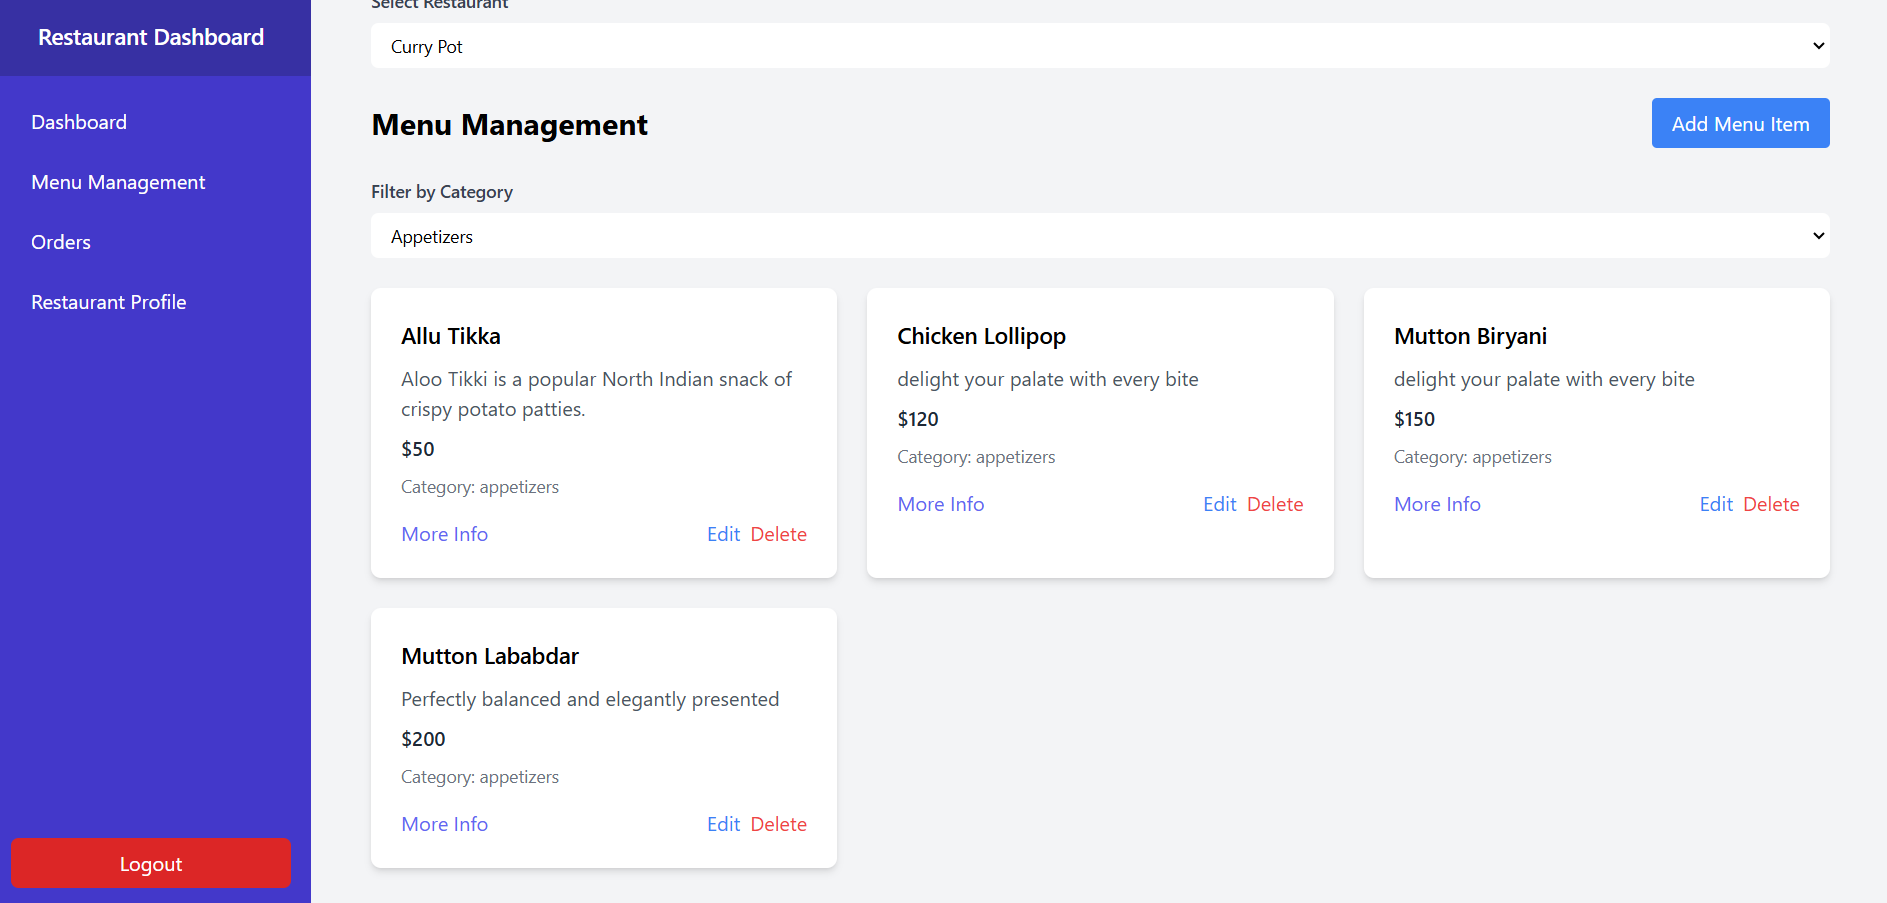 Restaurant Dashboard
Dashboard
Menu Management
Orders
Restaurant Profile
Logout
Select Restaurant
Curry Pot
Menu Management
Add Menu Item
Filter by Category
Appetizers
Allu Tikka
Aloo Tikki is a popular North Indian snack of
crispy potato patties.
$50
Category: appetizers
More Info Edit Delete
Chicken Lollipop
delight your palate with every bite
$120
Category: appetizers
More Info Edit Delete
Mutton Biryani
delight your palate with every bite
$150
Category: appetizers
More Info Edit Delete
Mutton Lababdar
Perfectly balanced and elegantly presented
$200
Category: appetizers
More Info Edit Delete